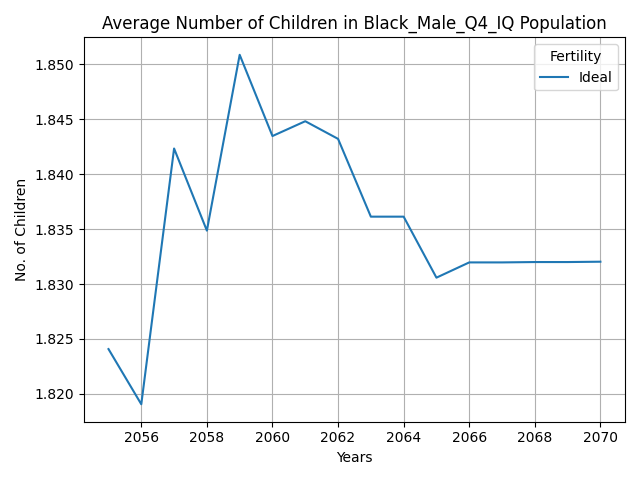 Average Number of Children in Black_Male_Q4_IQ Population
Fertility
Ideal
1.850
1.845
1.840
1.835
1.830
1.825
1.820
No. of Children
2056 2058 2060 2062 2064 2066 2068 2070
Years